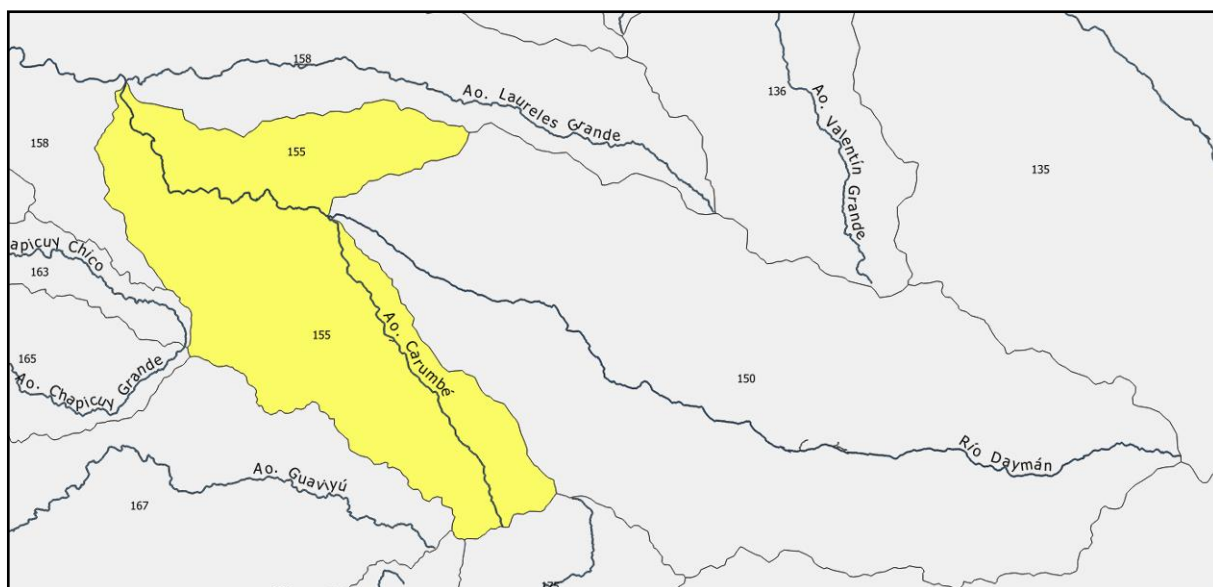 158
Ao. Laureles Grande
136
Ao. Valentín Grande
158
155
135
apicuy Chico
163
155
Ao. Carumbé
165
Ao. Chapicuy Grande
150
Río Daymán
Ao. Guaviyú
167